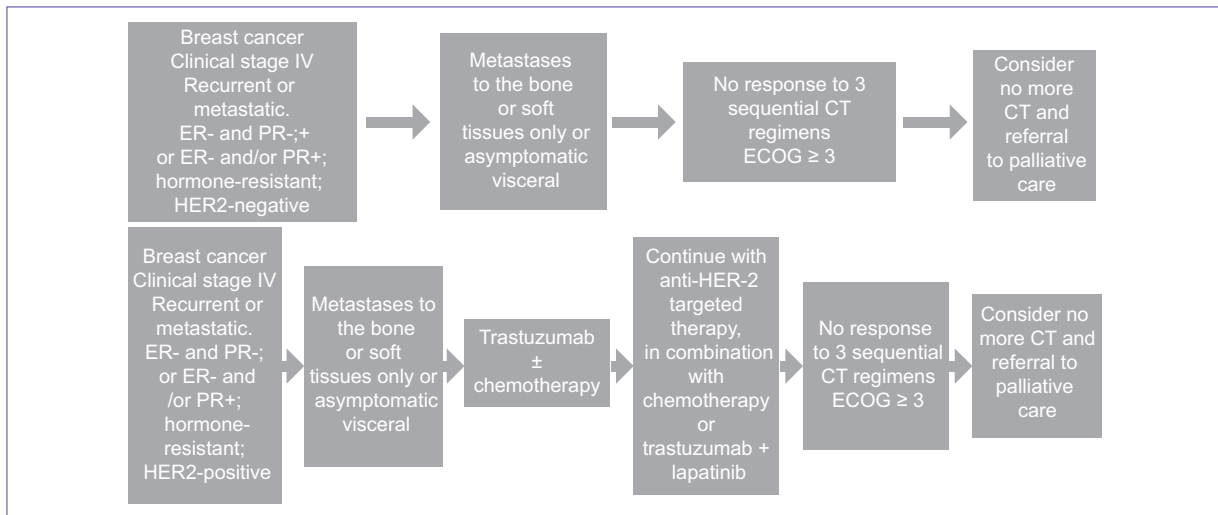 Breast cancer
Clinical stage IV
Recurrent or
metastatic.
ER- and PR-;+
or ER- and/or PR+;
hormone-resistant;
HER2-negative
Metastases
to the bone
or soft
tissues only or
asymptomatic
visceral
No response to 3
sequential CT
regimens
ECOG ≥ 3
Consider
no more
CT and
referral
to palliative
care
Breast cancer
Clinical stage IV
Recurrent or
metastatic.
ER- and PR-;
or ER- and
/or PR+;
hormone-
resistant;
HER2-positive
Metastases to
the bone
or soft
tissues only or
asymptomatic
visceral
Trastuzumab
±
chemotherapy
Continue with
anti-HER-2
targeted
therapy,
in combination
with
chemotherapy
or
trastuzumab +
lapatinib
No response
to 3 sequential
CT regimens
ECOG ≥ 3
Consider no
more CT and
referral to
palliative
care